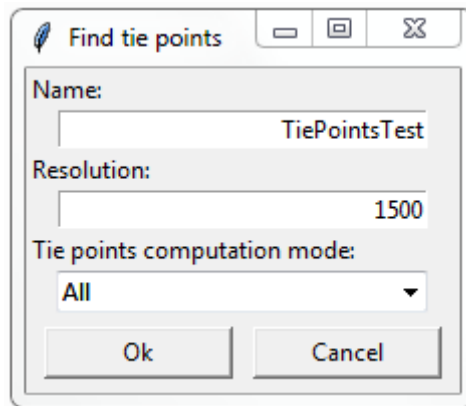 Find tie points
Name:
TiePointsTest
Resolution:
1500
Tie points computation mode:
All
Ok Cancel